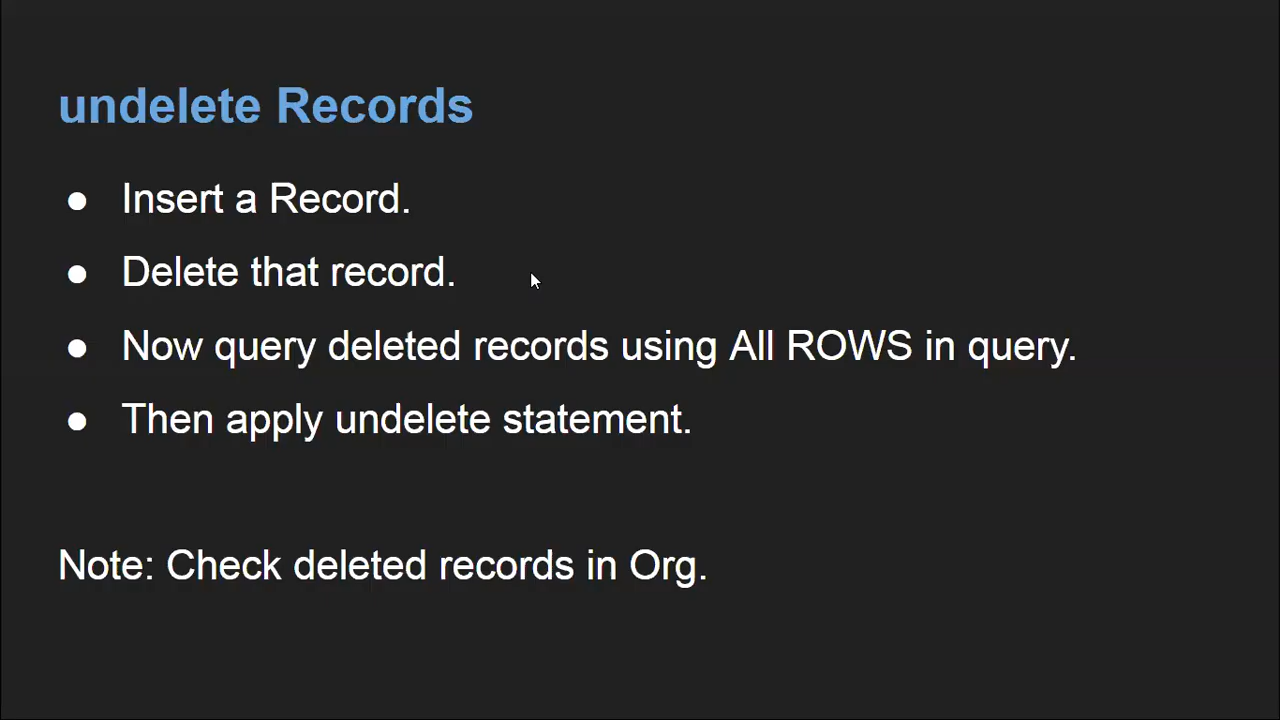 undelete Records
● Insert a Record.
● Delete that record.
● Now query deleted records using All ROWS in query.
● Then apply undelete statement.
Note: Check deleted records in Org.